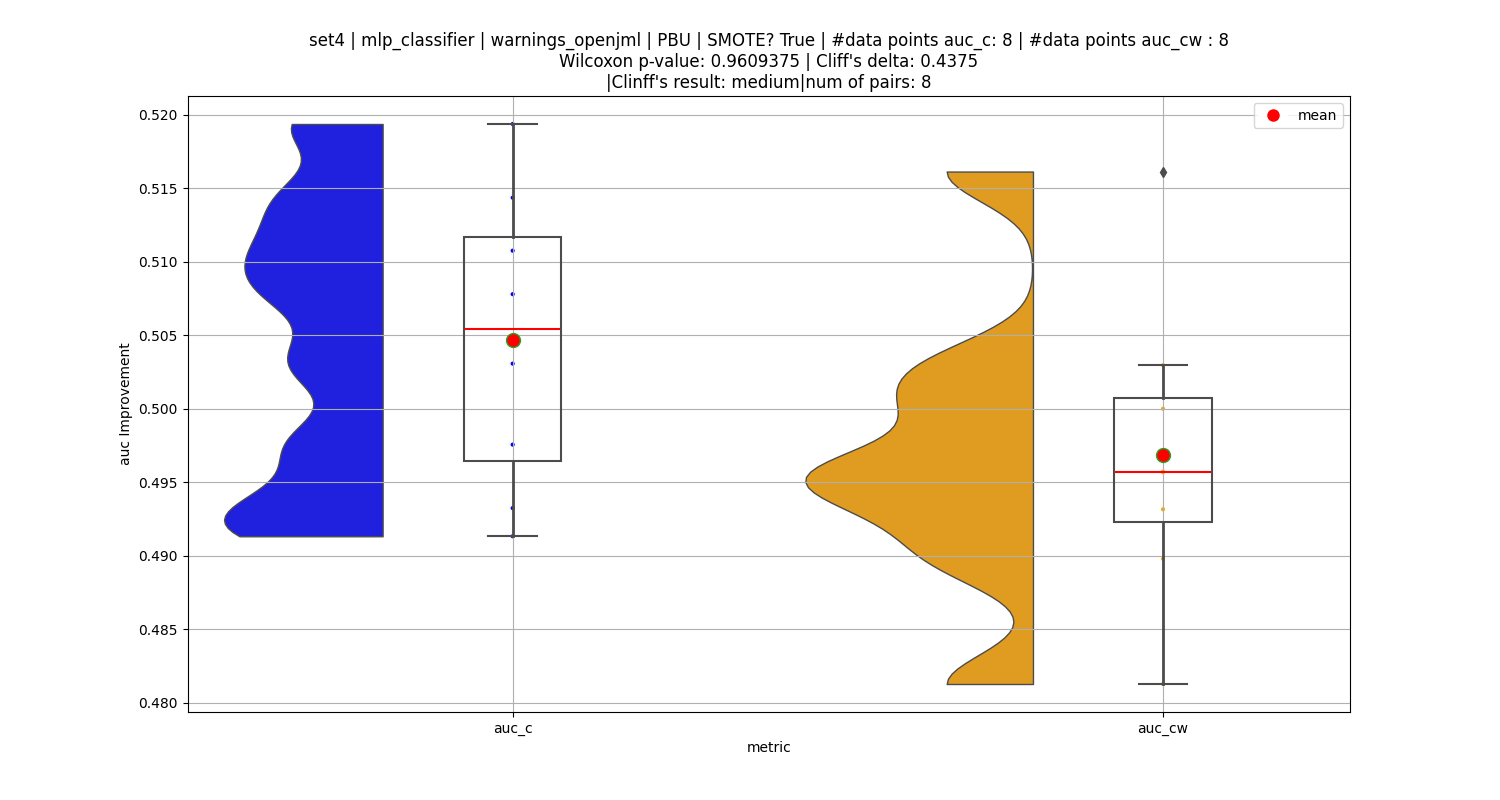 set4 | mlp_classifier | warnings_openjml | PBU | SMOTE? True | #data points auc_c: 8 | #data points auc_cw : 8
Wilcoxon p-value: 0.9609375 | Cliff's delta: 0.4375
|Clinff's result: medium|num of pairs: 8
mean
0.520
0.515
0.510
0.505
0.500
0.495
0.490
0.485
0.480
auc Improvement
auc_c
auc_cw
metric